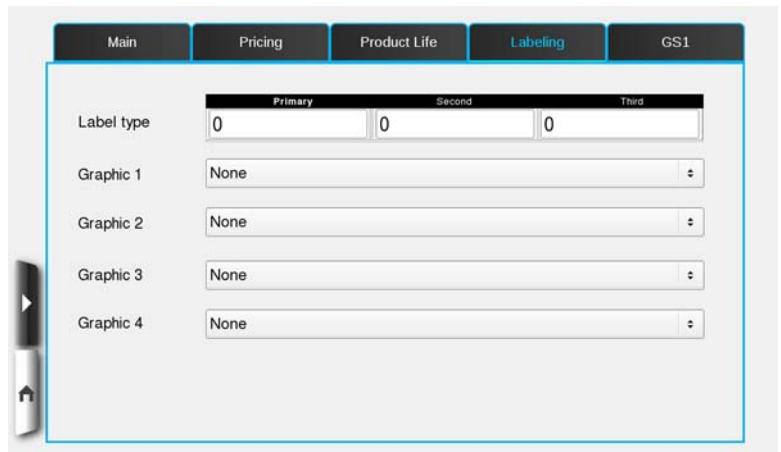 Main Pricing Product Life Labeling GS1
Primary Second Third
Label type 0 0 0
Graphic 1 None
Graphic 2 None
Graphic 3 None
Graphic 4 None